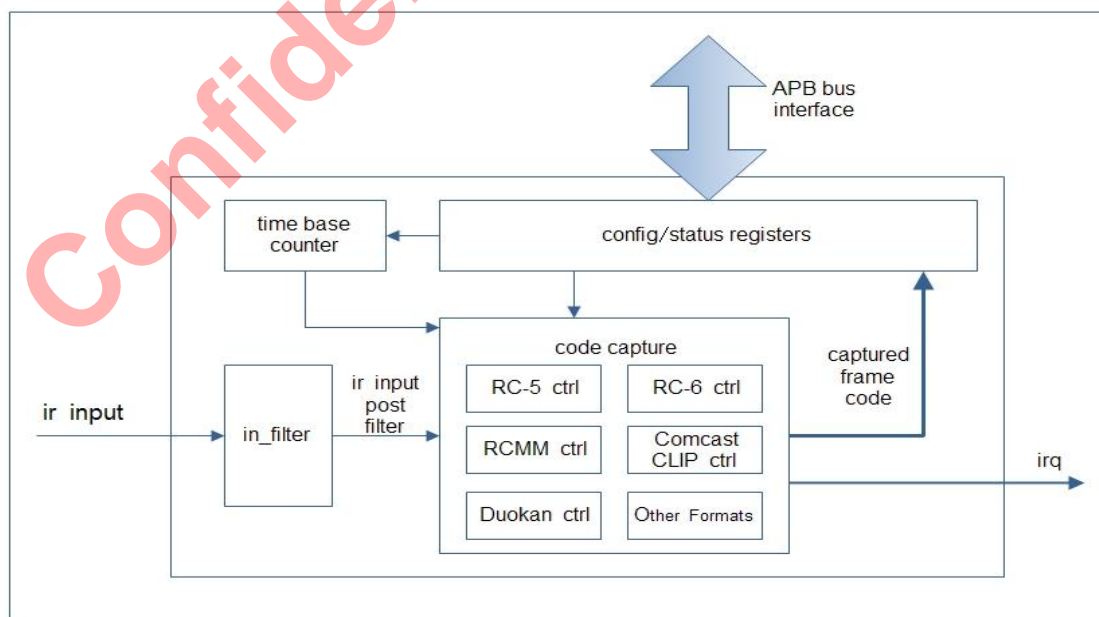 Confide
APB bus
interface
time base
counter
config/status registers
code capture
RC-5 ctrl
RC-6 ctrl
captured
frame
code
ir input
ir input
post
filter
in_filter
RCMM ctrl
Comcast
CLIP ctrl
irq
Duokan ctrl
Other Formats